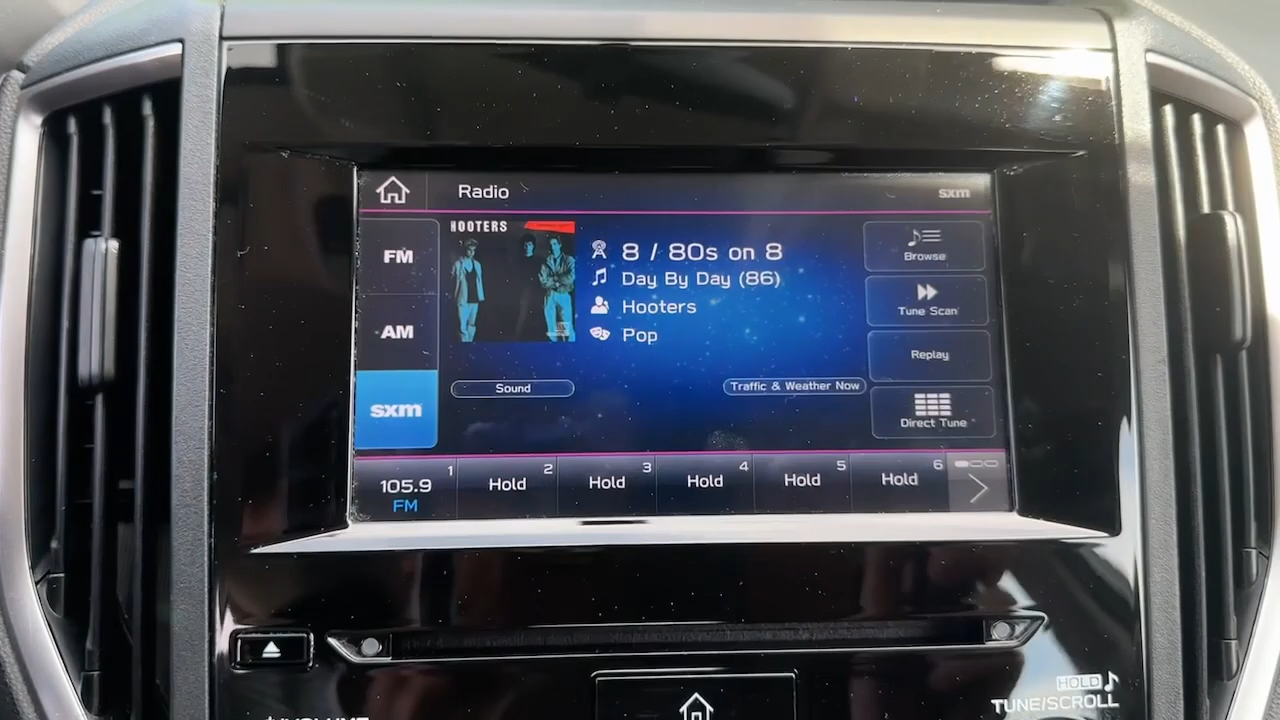 Radio
sxm
FM
AM
sxm
HOOTERS
8 / 80s on 8
Day By Day (86)
Hooters
Pop
Sound
Traffic & Weather Now
Browse
Tune Scan
Replay
Direct Tune
1
105.9
FM
2
Hold
3
Hold
4
Hold
5
Hold
6
Hold
HOLD
TUNE/SCROLL
VOLUME